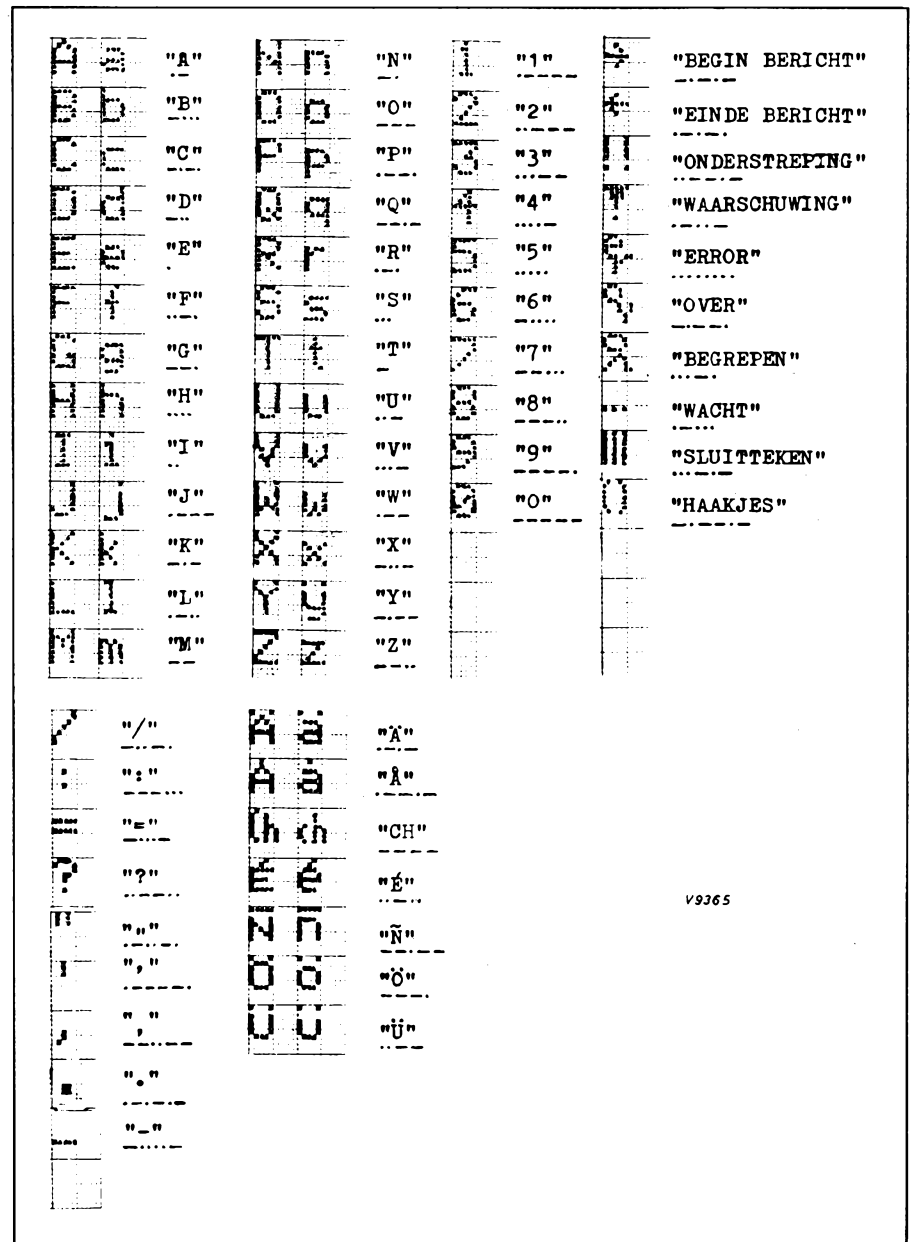 "A"
"B"
"C"
"D"
"E"
"F"
"G"
"H"
"I"
"J"
"K"
"L"
"M"
"N"
"O"
"P"
"Q"
"R"
"S"
"T"
"U"
"V"
"W"
"X"
"Y"
"Z"
"1"
"2"
"3"
"4"
"5"
"6"
"7"
"8"
"9"
"0"
"BEGIN BERICHT"
"EINDE BERICHT"
"ONDERSTREPING"
"WAARSCHUWING"
"ERROR"
"OVER"
"BEGREPEN"
"WACHT"
"SLUITTEKEN"
"HAAKJES"
"/"
":"
"="
"?"
"„"
"’"
","
"."
"-"
"Ä"
"Å"
"CH"
"É"
"Ñ"
"Ö"
"Ü"
V9365